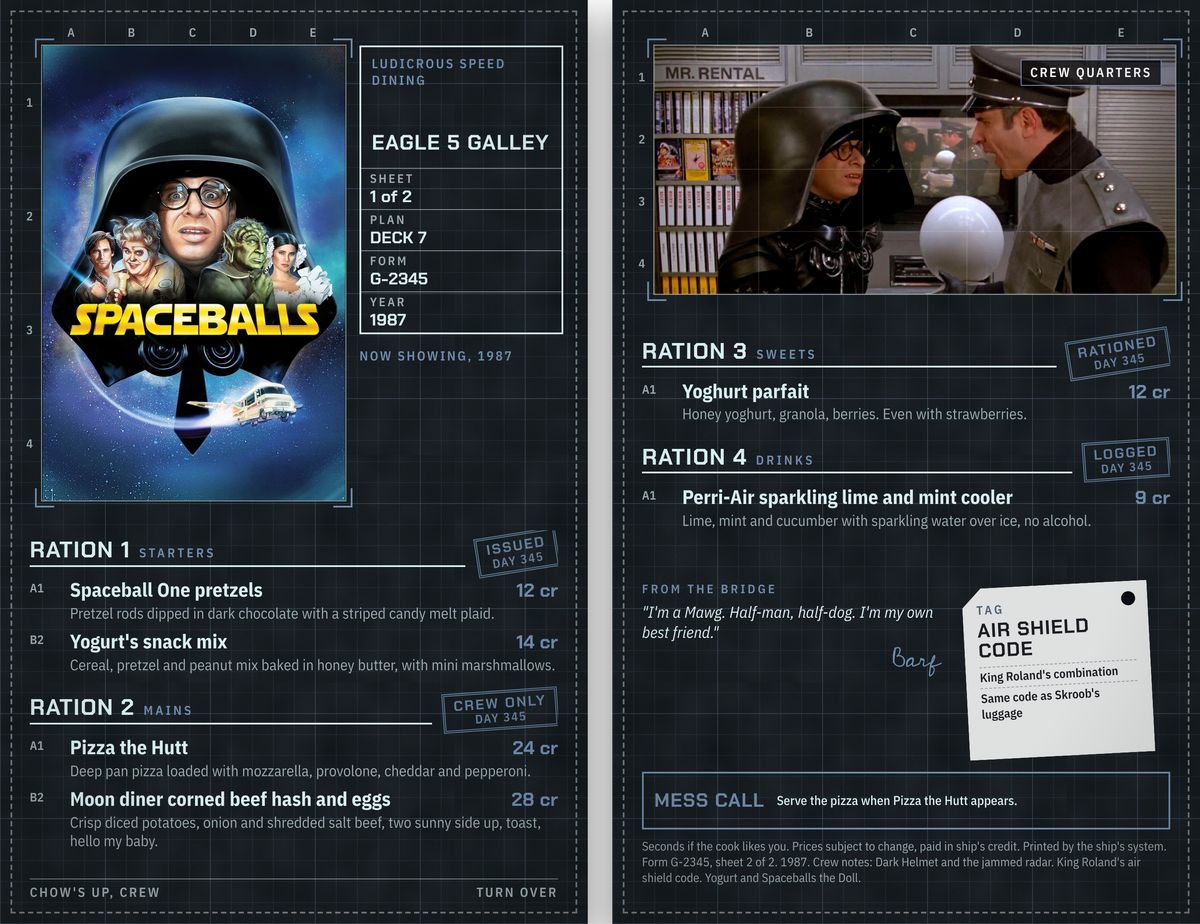 A B C D E
1
2
3
4
SPACEBALLS
LUDICROUS SPEED
DINING
EAGLE 5 GALLEY
SHEET
1 of 2
PLAN
DECK 7
FORM
G-2345
YEAR
1987
NOW SHOWING, 1987
RATION 1 STARTERS
ISSUED
DAY 345
A1 Spaceball One pretzels 12 cr
Pretzel rods dipped in dark chocolate with a striped candy melt plaid.
B2 Yogurt's snack mix 14 cr
Cereal, pretzel and peanut mix baked in honey butter, with mini marshmallows.
RATION 2 MAINS
CREW ONLY
DAY 345
A1 Pizza the Hutt 24 cr
Deep pan pizza loaded with mozzarella, provolone, cheddar and pepperoni.
B2 Moon diner corned beef hash and eggs 28 cr
Crisp diced potatoes, onion and shredded salt beef, two sunny side up, toast,
hello my baby.
CHOW'S UP, CREW TURN OVER
A B C D E
1
2
3
4
MR. RENTAL
CREW QUARTERS
RATION 3 SWEETS
RATIONED
DAY 345
A1 Yoghurt parfait 12 cr
Honey yoghurt, granola, berries. Even with strawberries.
RATION 4 DRINKS
LOGGED
DAY 345
A1 Perri-Air sparkling lime and mint cooler 9 cr
Lime, mint and cucumber with sparkling water over ice, no alcohol.
FROM THE BRIDGE
"I'm a Mawg. Half-man, half-dog. I'm my own
best friend."
Barf
TAG
AIR SHIELD
CODE
King Roland's combination
Same code as Skroob's
luggage
MESS CALL Serve the pizza when Pizza the Hutt appears.
Seconds if the cook likes you. Prices subject to change, paid in ship's credit. Printed by the ship's system.
Form G-2345, sheet 2 of 2. 1987. Crew notes: Dark Helmet and the jammed radar. King Roland's air
shield code. Yogurt and Spaceballs the Doll.